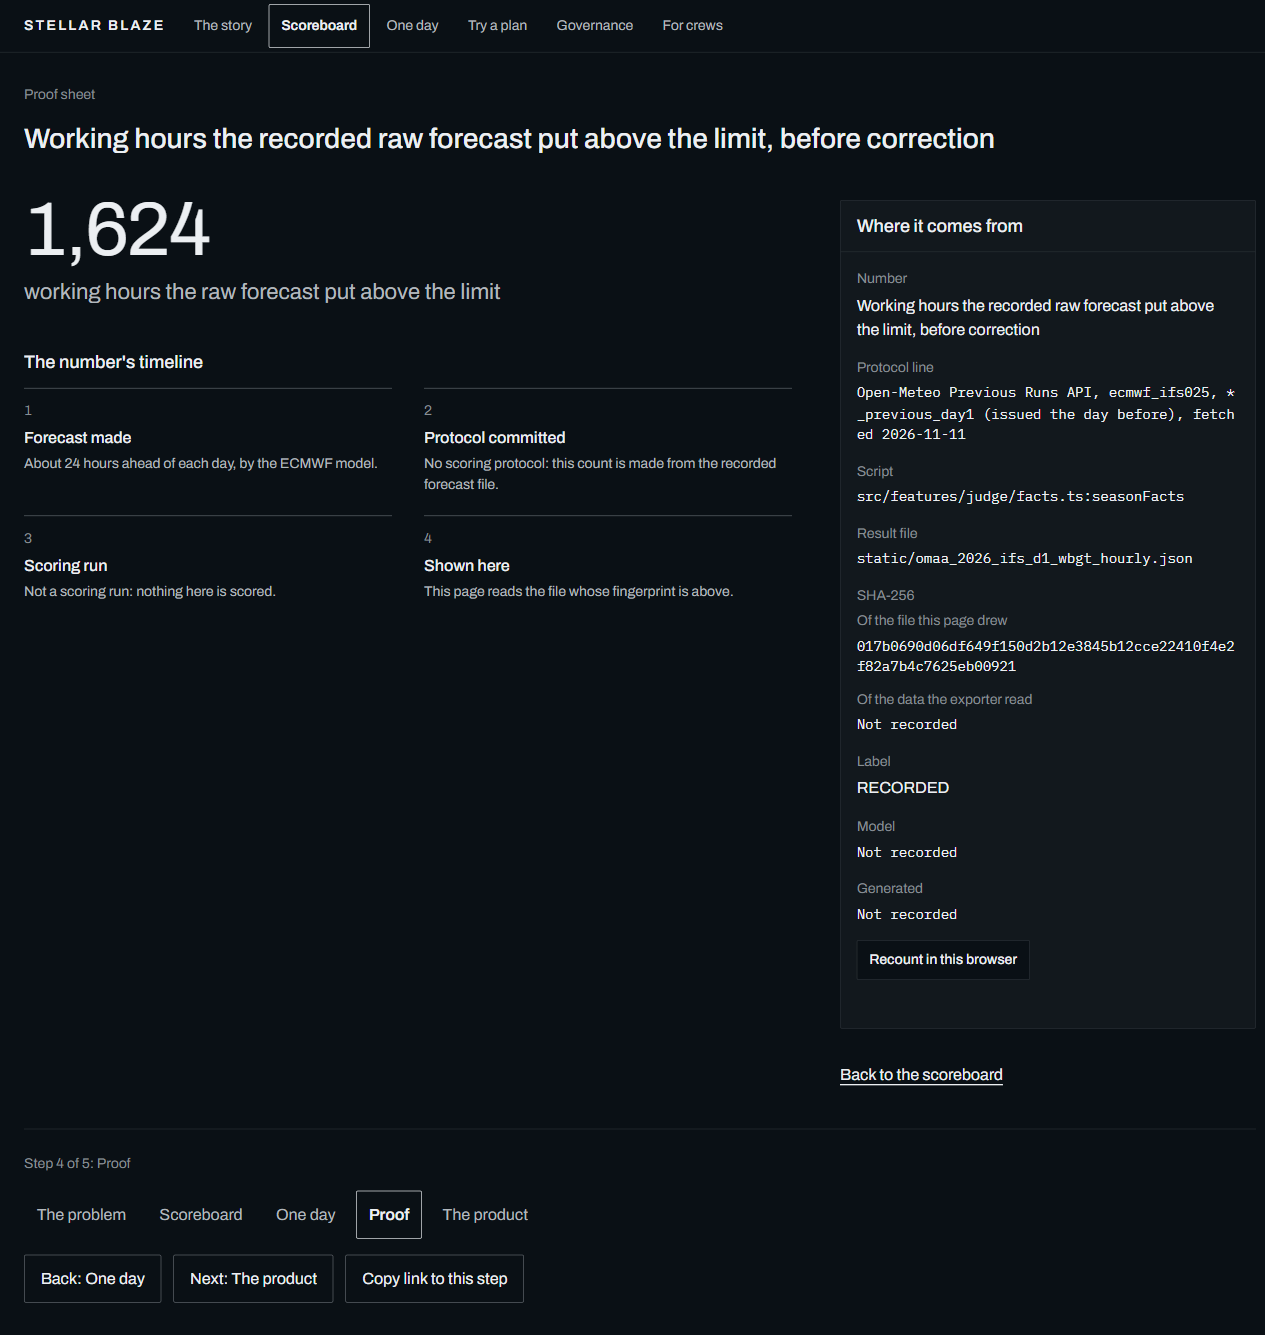 STELLAR BLAZE The story Scoreboard One day Try a plan Governance For crews
Proof sheet
Working hours the recorded raw forecast put above the limit, before correction
1,624
working hours the raw forecast put above the limit
The number's timeline
1
Forecast made
About 24 hours ahead of each day, by the ECMWF model.
2
Protocol committed
No scoring protocol: this count is made from the recorded
forecast file.
3
Scoring run
Not a scoring run: nothing here is scored.
4
Shown here
This page reads the file whose fingerprint is above.
Where it comes from
Number
Working hours the recorded raw forecast put above
the limit, before correction
Protocol line
Open-Meteo Previous Runs API, ecmwf_ifs025, *
_previous_day1 (issued the day before), fetch
ed 2026-11-11
Script
src/features/judge/facts.ts:seasonFacts
Result file
static/omaa_2026_ifs_d1_wbgt_hourly.json
SHA-256
Of the file this page drew
017b0690d06df649f150d2b12e3845b12cce22410f4e2
f82a7b4c7625eb00921
Of the data the exporter read
Not recorded
Label
RECORDED
Model
Not recorded
Generated
Not recorded
Recount in this browser
Back to the scoreboard
Step 4 of 5: Proof
The problem Scoreboard One day Proof The product
Back: One day Next: The product Copy link to this step